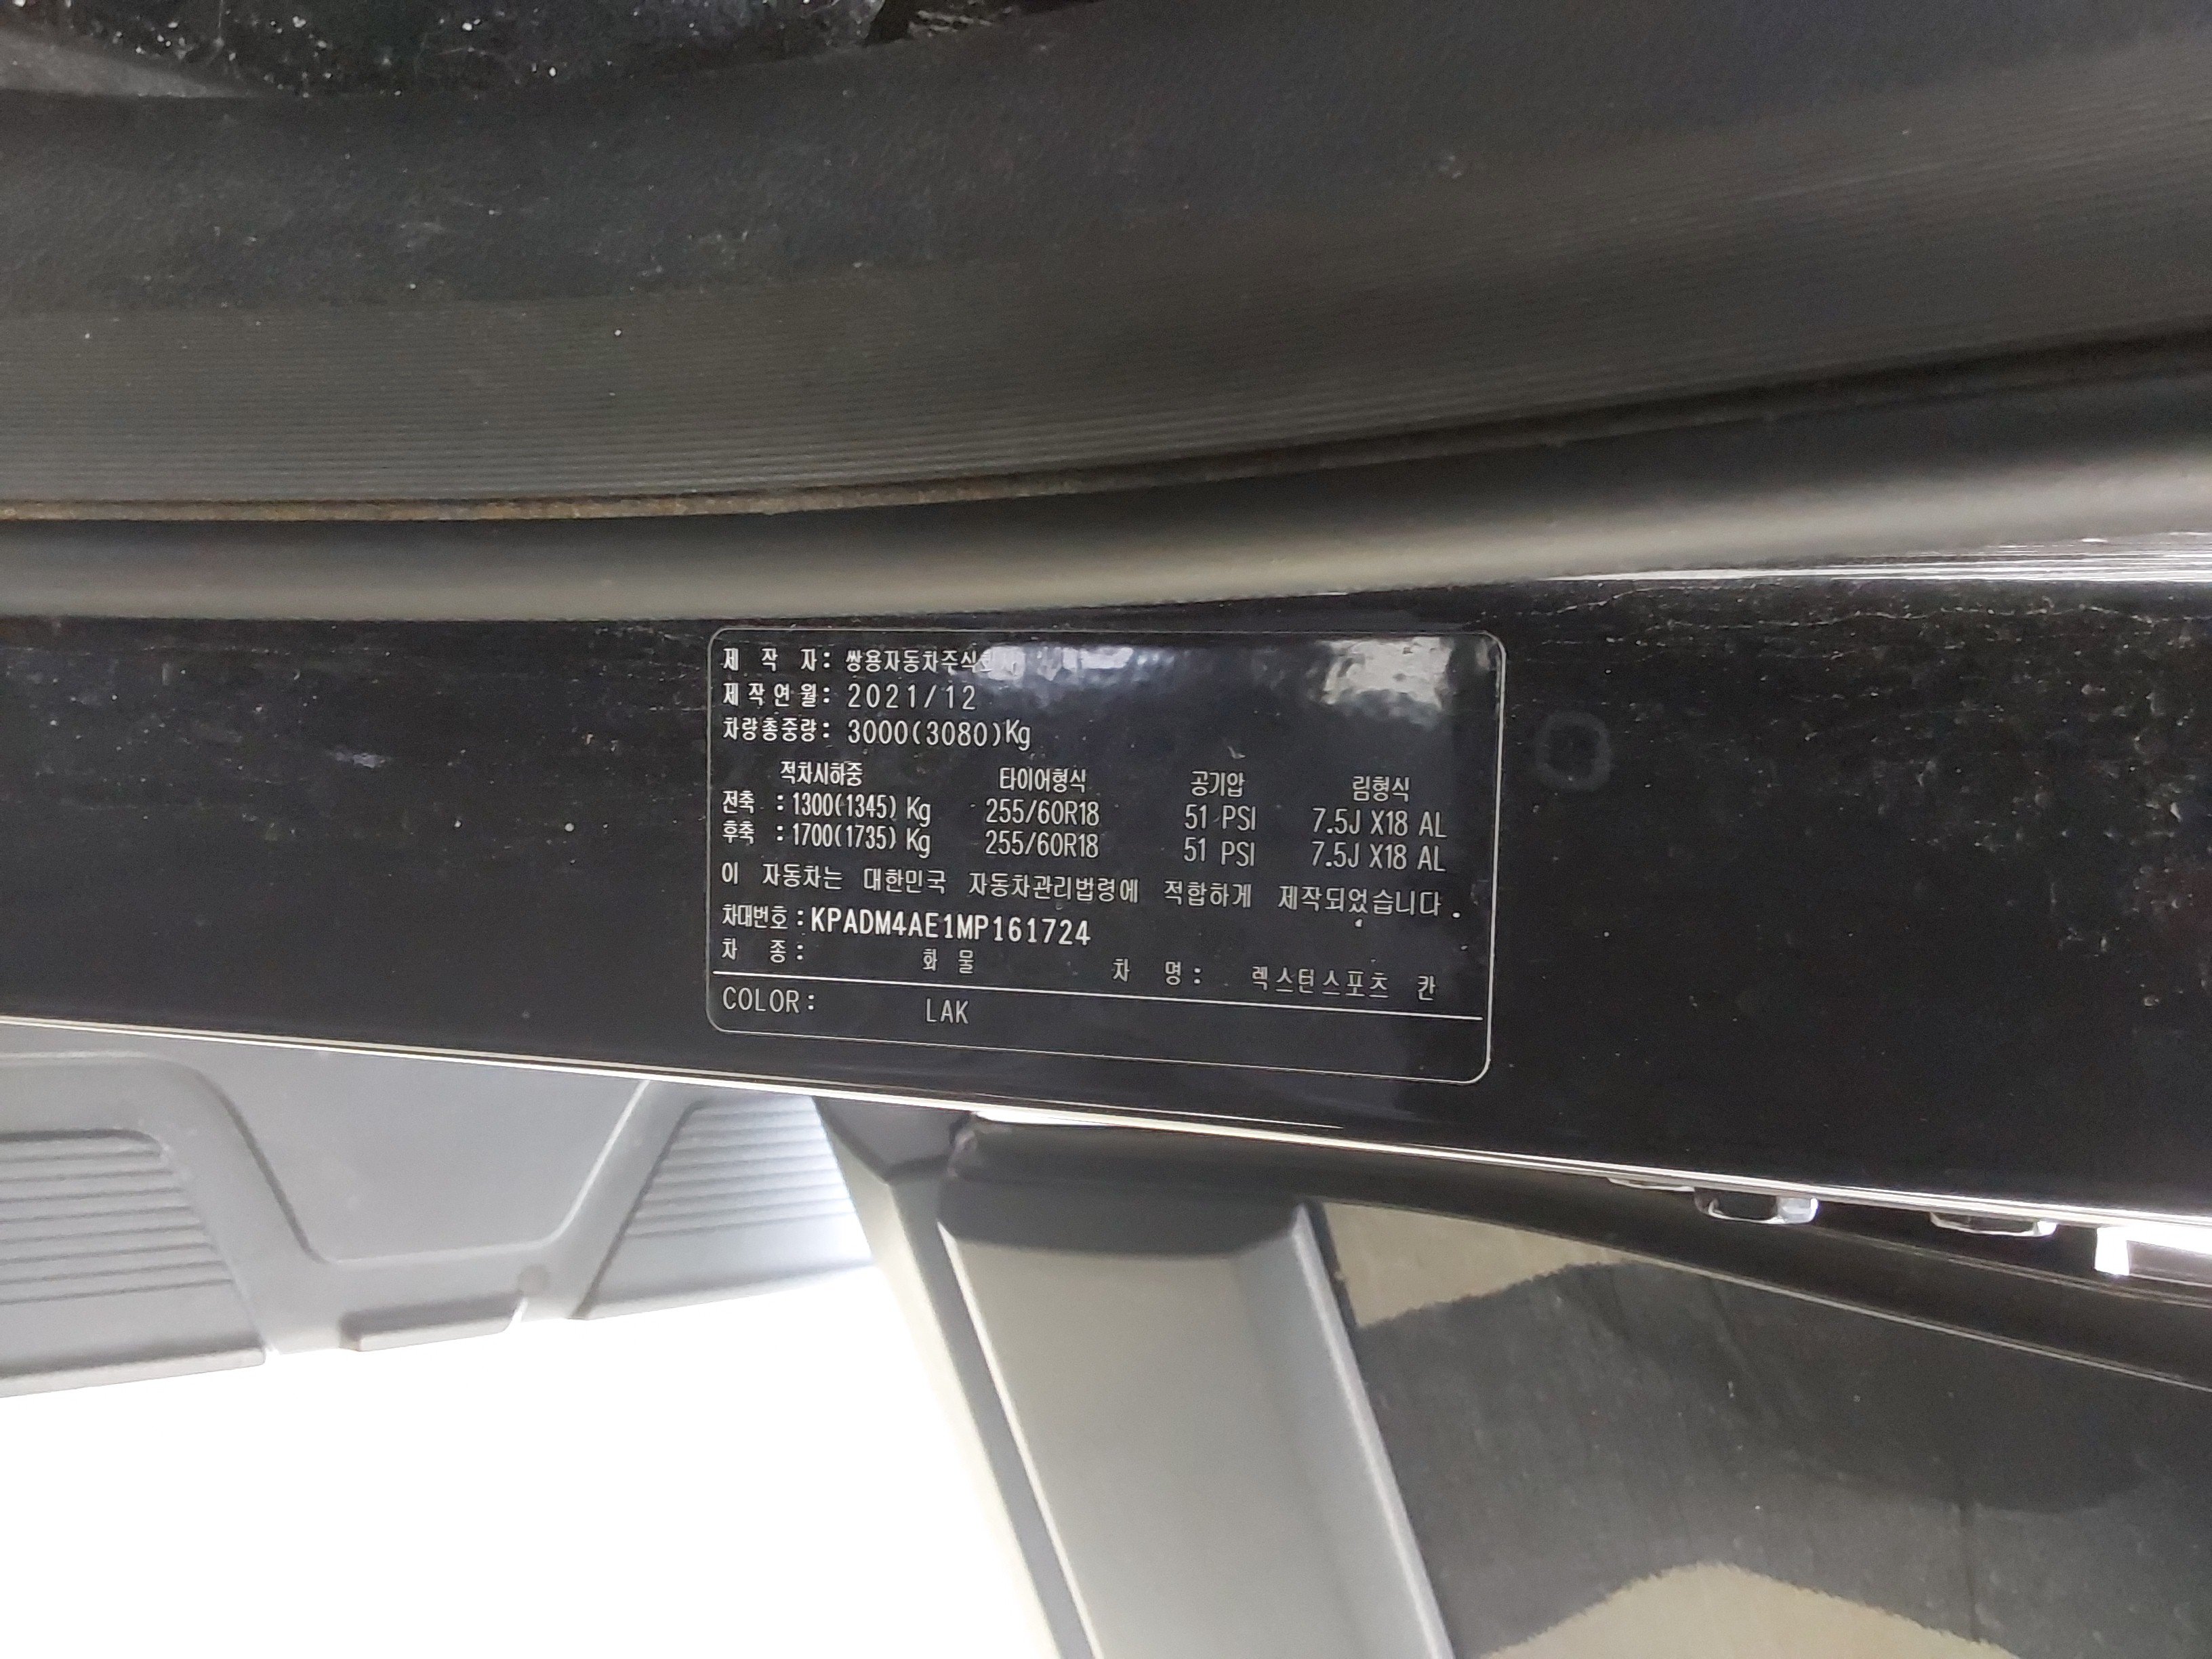 제 작 자: 쌍용자동차주식회사
제작연월: 2021/12
차량총중량: 3000(3080)Kg
적차시하중 타이어형식 공기압 림형식
전축 : 1300(1345) Kg 255/60R18 51 PSI 7.5J X18 AL
후축 : 1700(1735) Kg 255/60R18 51 PSI 7.5J X18 AL
이 자동차는 대한민국 자동차관리법령에 적합하게 제작되었습니다.
차대번호 : KPADM4AE1MP161724
차 종: 화 물 차 명: 렉스턴스포츠 칸
COLOR: LAK